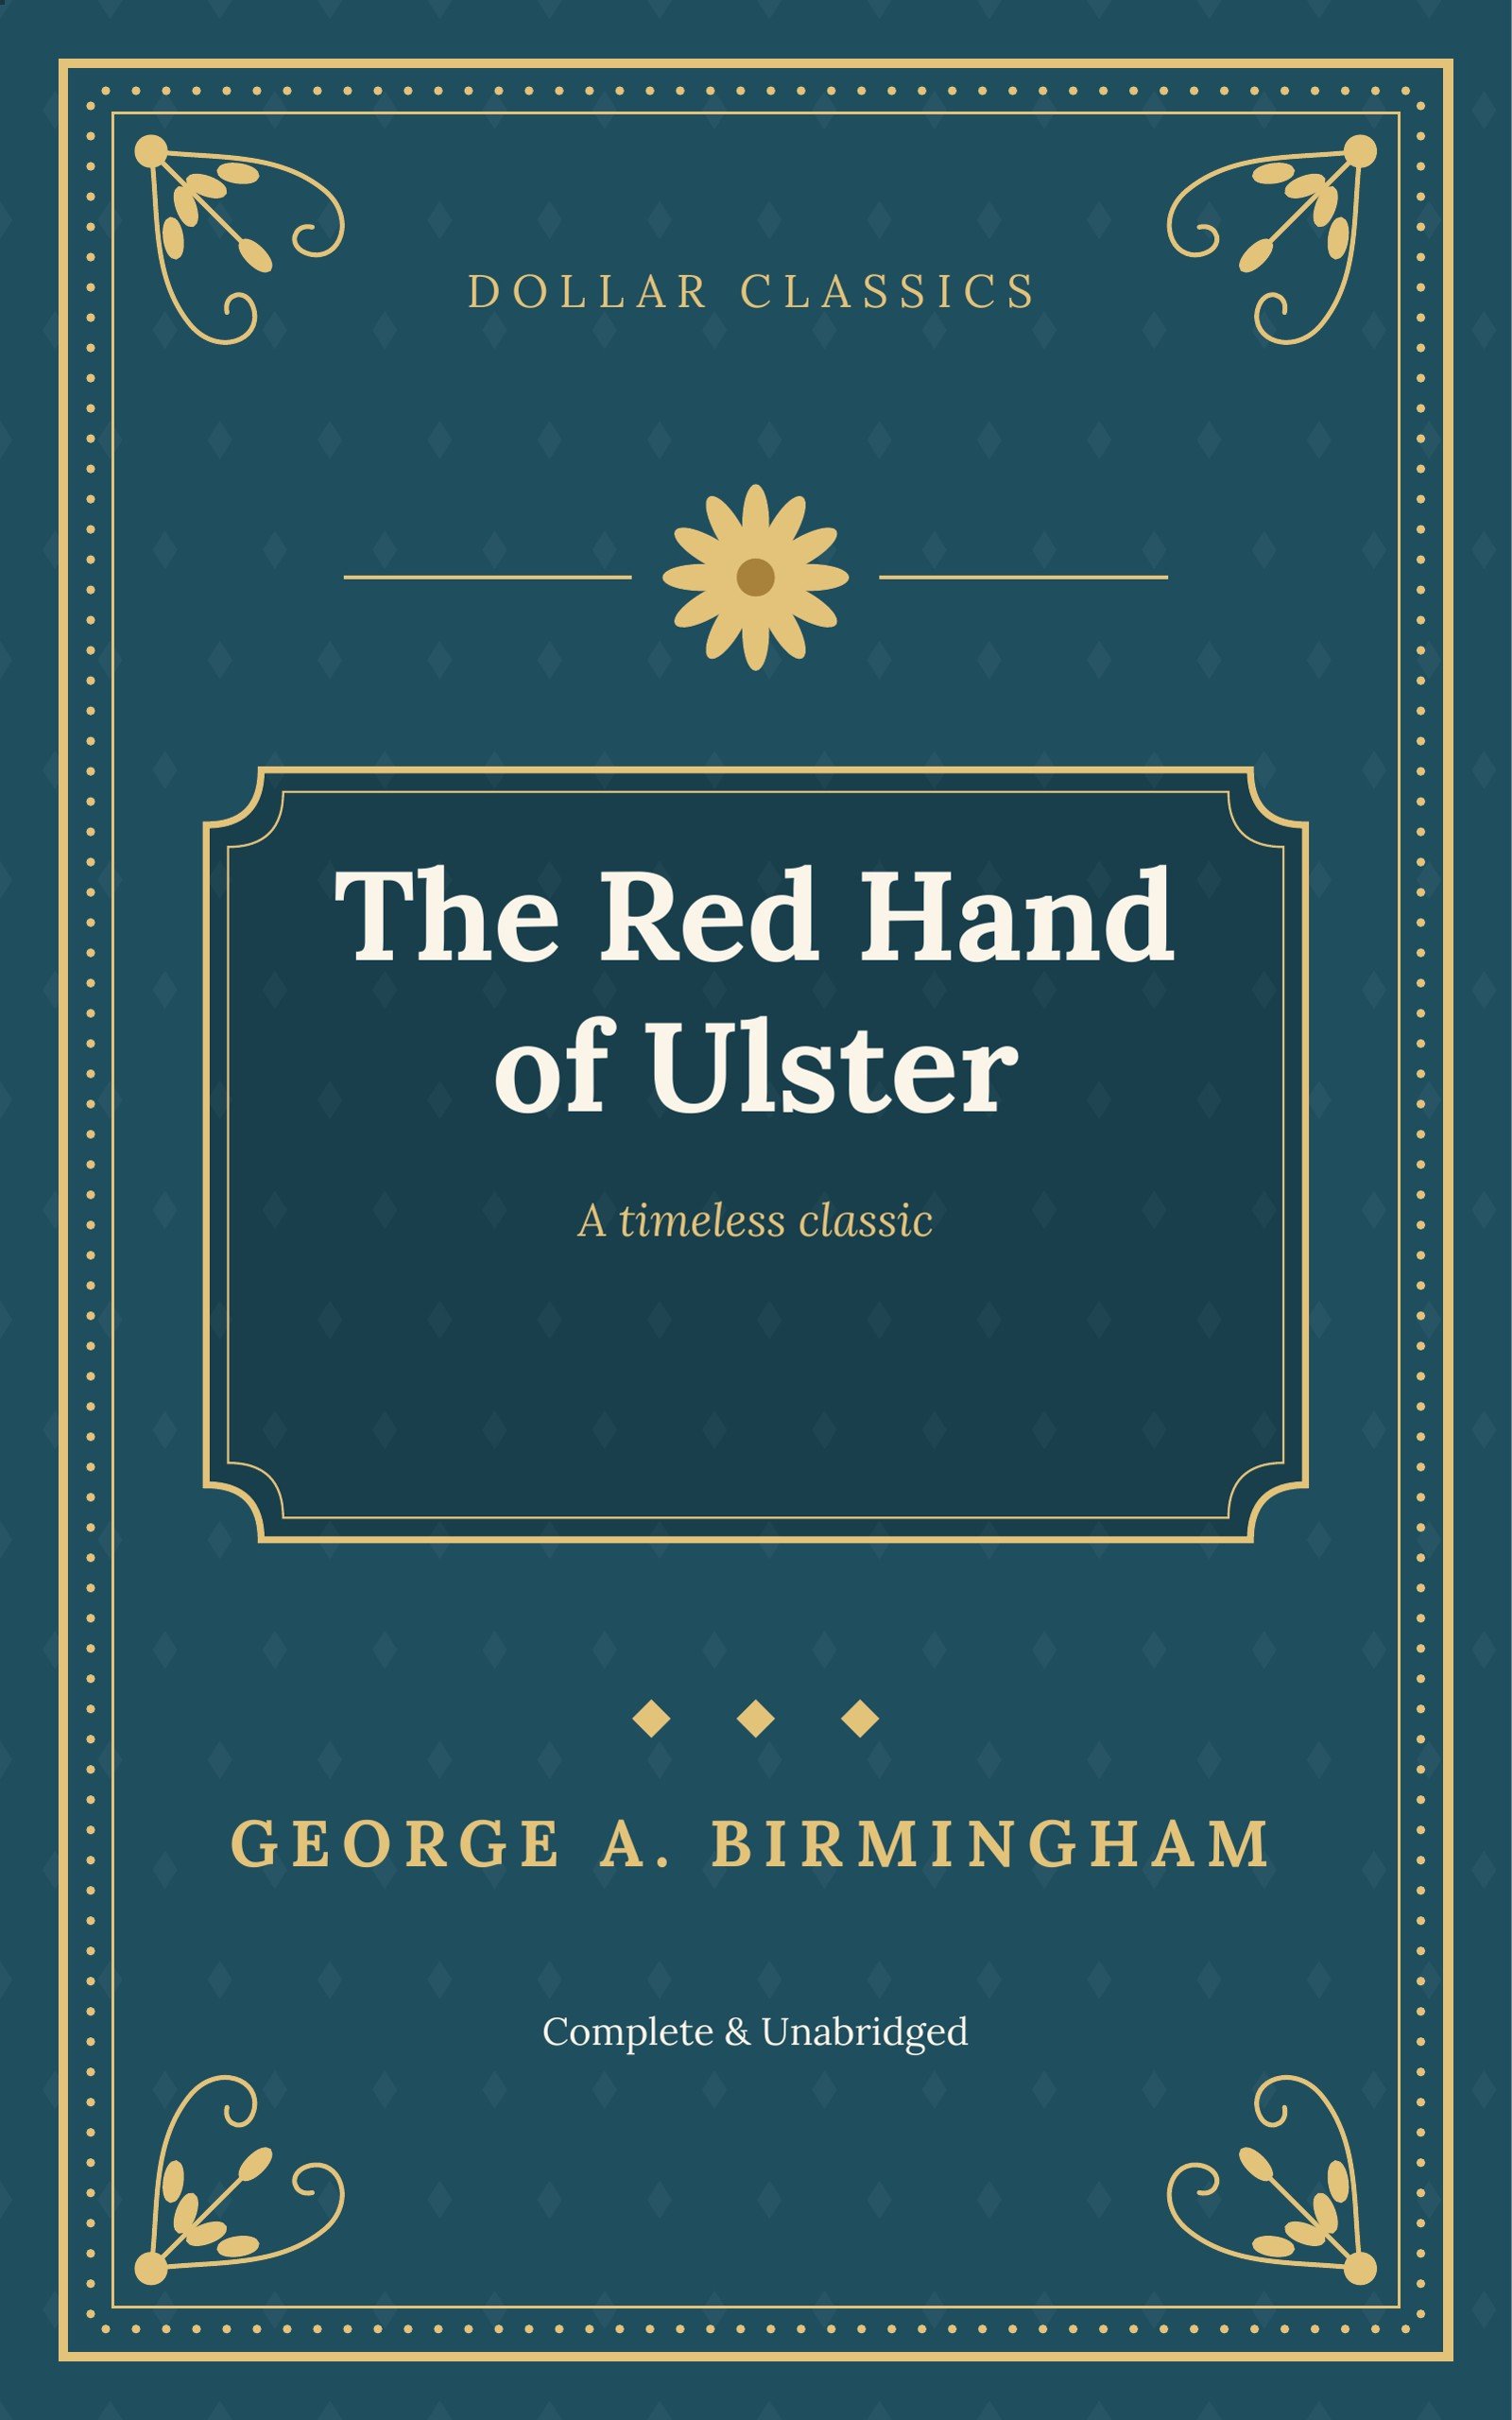 DOLLAR CLASSICS
The Red Hand
of Ulster
A timeless classic
GEORGE A. BIRMINGHAM
Complete & Unabridged